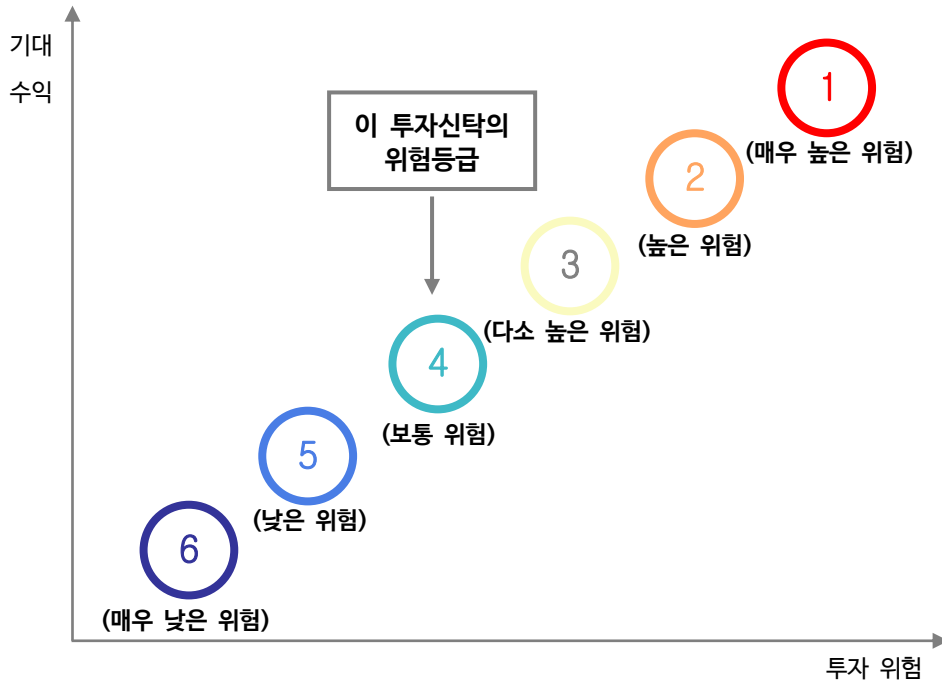 기대
수익
이 투자신탁의
위험등급
1
(매우 높은 위험)
2
(높은 위험)
3
(다소 높은 위험)
4
(보통 위험)
5
(낮은 위험)
6
(매우 낮은 위험)
투자 위험